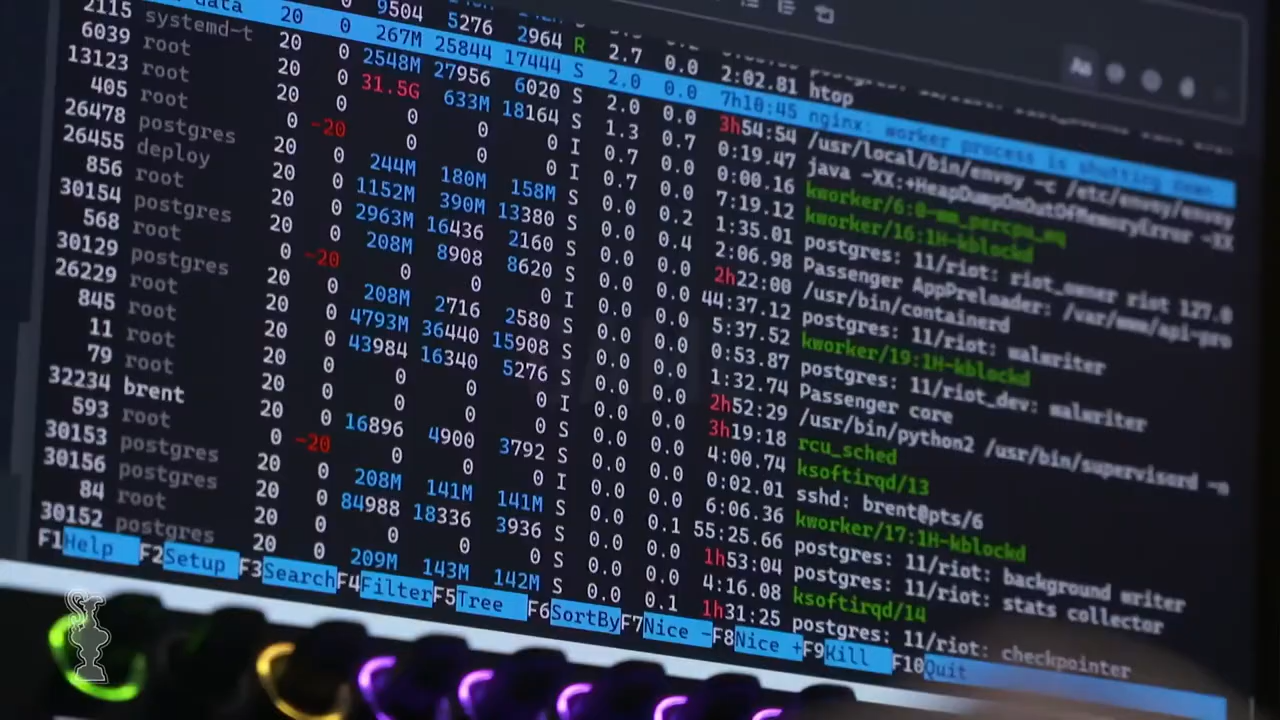 9504 5276 2964 R 2.7 0.0 2:02.81 htop
data 20 0 267M 25844 17444 S 2.0 0.0 7h10:45 nginx: worker process is shutting down
2115 systemd-t 20 0 2548M 27956 6020 S 2.0 0.0 3h54:54 /usr/local/bin/envoy -c /etc/envoy/envoy
6039 root 20 0 31.5G 633M 18164 S 1.3 0.7 0:19.47 java -XX:+HeapDumpOnOutOfMemoryError -XX
13123 root 20 0 0 0 0 I 0.7 0.0 0:00.16 kworker/6:0-mm_percpu_wq
405 root 0 -20 0 0 0 I 0.7 0.0 7:19.12 kworker/16:1H-kblockd
26478 postgres 20 0 244M 180M 158M S 0.0 0.2 1:35.01 postgres: 11/riot: riot_owner riot 127.0
26455 deploy 20 0 1152M 390M 13380 S 0.0 0.4 2:06.98 Passenger AppPreloader: /var/www/api-pro
856 root 20 0 2963M 16436 2160 S 0.0 0.0 2h22:00 /usr/bin/containerd
30154 postgres 20 0 208M 8908 8620 S 0.0 0.0 44:37.12 postgres: 11/riot: walwriter
568 root 0 -20 0 0 0 I 0.0 0.0 5:37.52 kworker/19:1H-kblockd
30129 postgres 20 0 208M 2716 2580 S 0.0 0.0 0:53.87 postgres: 11/riot_dev: walwriter
26229 root 20 0 4793M 36440 15908 S 0.0 0.0 1:32.74 Passenger core
845 root 20 0 43984 16340 5276 S 0.0 0.0 2h52:29 /usr/bin/python2 /usr/bin/supervisord -n
11 root 20 0 0 0 0 I 0.0 0.0 3h19:18 rcu_sched
79 root 20 0 0 0 0 S 0.0 0.0 4:00.74 ksoftirqd/13
32234 brent 20 0 16896 4900 3792 S 0.0 0.0 0:02.01 sshd: brent@pts/6
593 root 0 -20 0 0 0 I 0.0 0.0 6:06.36 kworker/17:1H-kblockd
30153 postgres 20 0 208M 141M 141M S 0.0 0.1 55:25.66 postgres: 11/riot: background writer
30156 postgres 20 0 84988 18336 3936 S 0.0 0.0 1h53:04 postgres: 11/riot: stats collector
84 root 20 0 0 0 0 S 0.0 0.0 4:16.08 ksoftirqd/14
30152 postgres 20 0 209M 143M 142M S 0.0 0.1 1h31:25 postgres: 11/riot: checkpointer
F1Help F2Setup F3Search F4Filter F5Tree F6SortBy F7Nice - F8Nice + F9Kill F10Quit
Aa